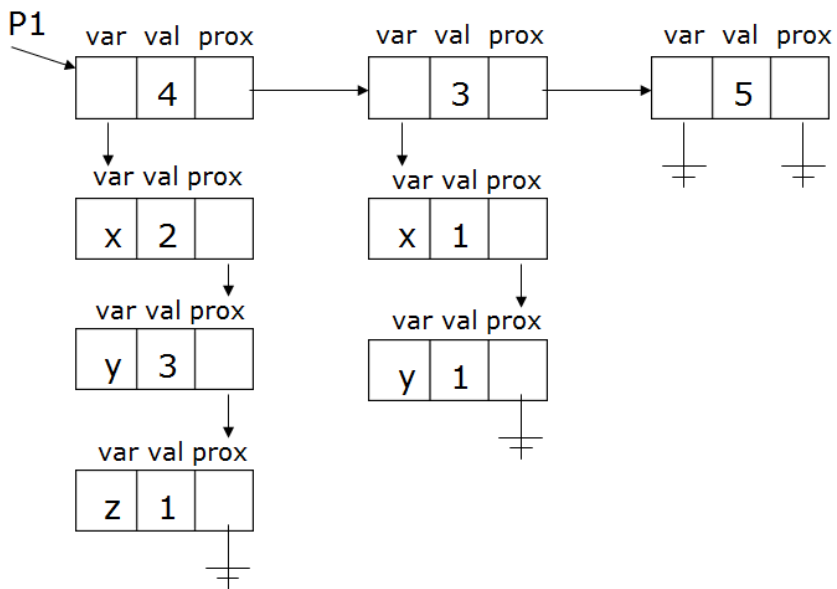 P1
var val prox var val prox var val prox
4 3 5
var val prox var val prox
x 2 x 1
var val prox var val prox
y 3 y 1
var val prox
z 1